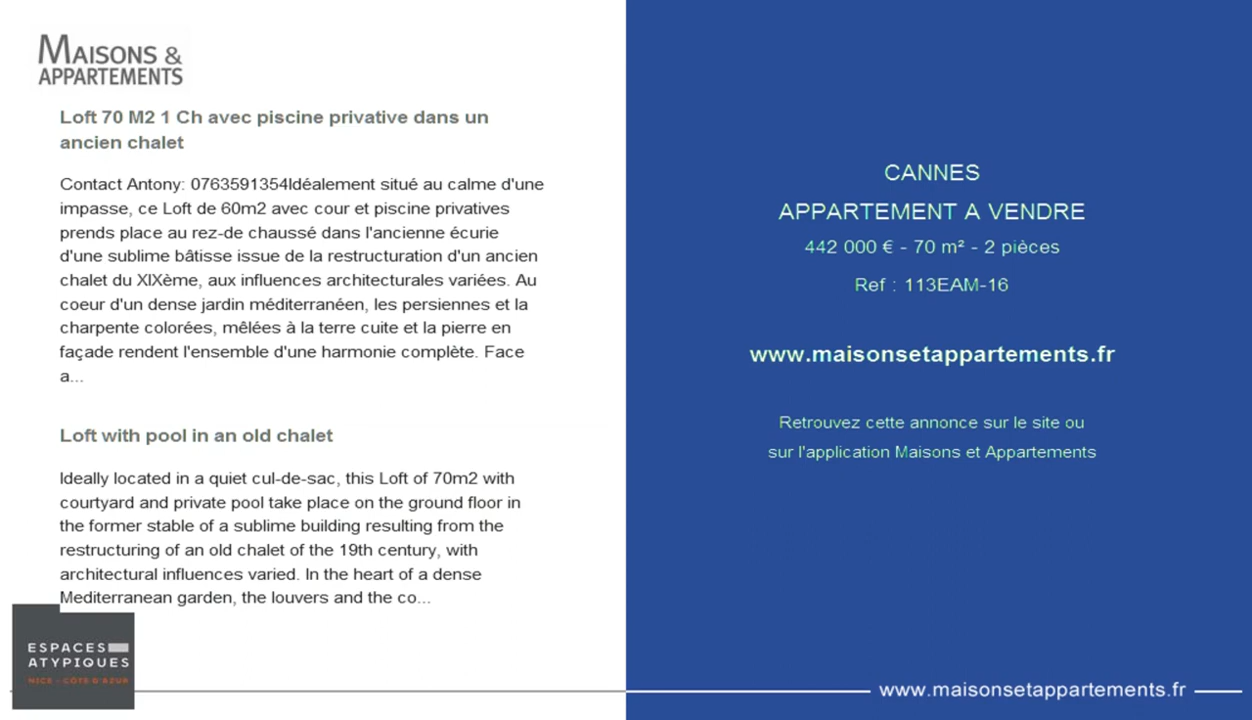 MAISONS &
APPARTEMENTS
Loft 70 M2 1 Ch avec piscine privative dans un
ancien chalet
Contact Antony: 0763591354Idéalement situé au calme d'une
impasse, ce Loft de 60m2 avec cour et piscine privatives
prends place au rez-de chaussé dans l'ancienne écurie
d'une sublime bâtisse issue de la restructuration d'un ancien
chalet du XIXème, aux influences architecturales variées. Au
coeur d'un dense jardin méditerranéen, les persiennes et la
charpente colorées, mêlées à la terre cuite et la pierre en
façade rendent l'ensemble d'une harmonie complète. Face
a...
Loft with pool in an old chalet
Ideally located in a quiet cul-de-sac, this Loft of 70m2 with
courtyard and private pool take place on the ground floor in
the former stable of a sublime building resulting from the
restructuring of an old chalet of the 19th century, with
architectural influences varied. In the heart of a dense
Mediterranean garden, the louvers and the co...
ESPACES
ATYPIQUES
NICE - CÔTE D'AZUR
CANNES
APPARTEMENT A VENDRE
442 000 € - 70 m² - 2 pièces
Ref : 113EAM-16
www.maisonsetappartements.fr
Retrouvez cette annonce sur le site ou
sur l'application Maisons et Appartements
www.maisonsetappartements.fr